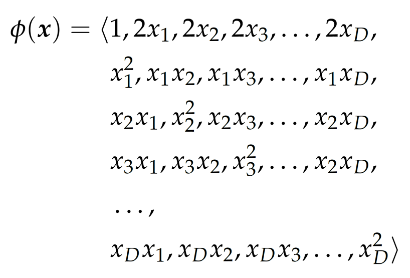 ϕ(x) = ⟨1, 2x₁, 2x₂, 2x₃, . . . , 2x_D,
x₁², x₁x₂, x₁x₃, . . . , x₁x_D,
x₂x₁, x₂², x₂x₃, . . . , x₂x_D,
x₃x₁, x₃x₂, x₃², . . . , x₂x_D,
. . . ,
x_Dx₁, x_Dx₂, x_Dx₃, . . . , x_D²⟩